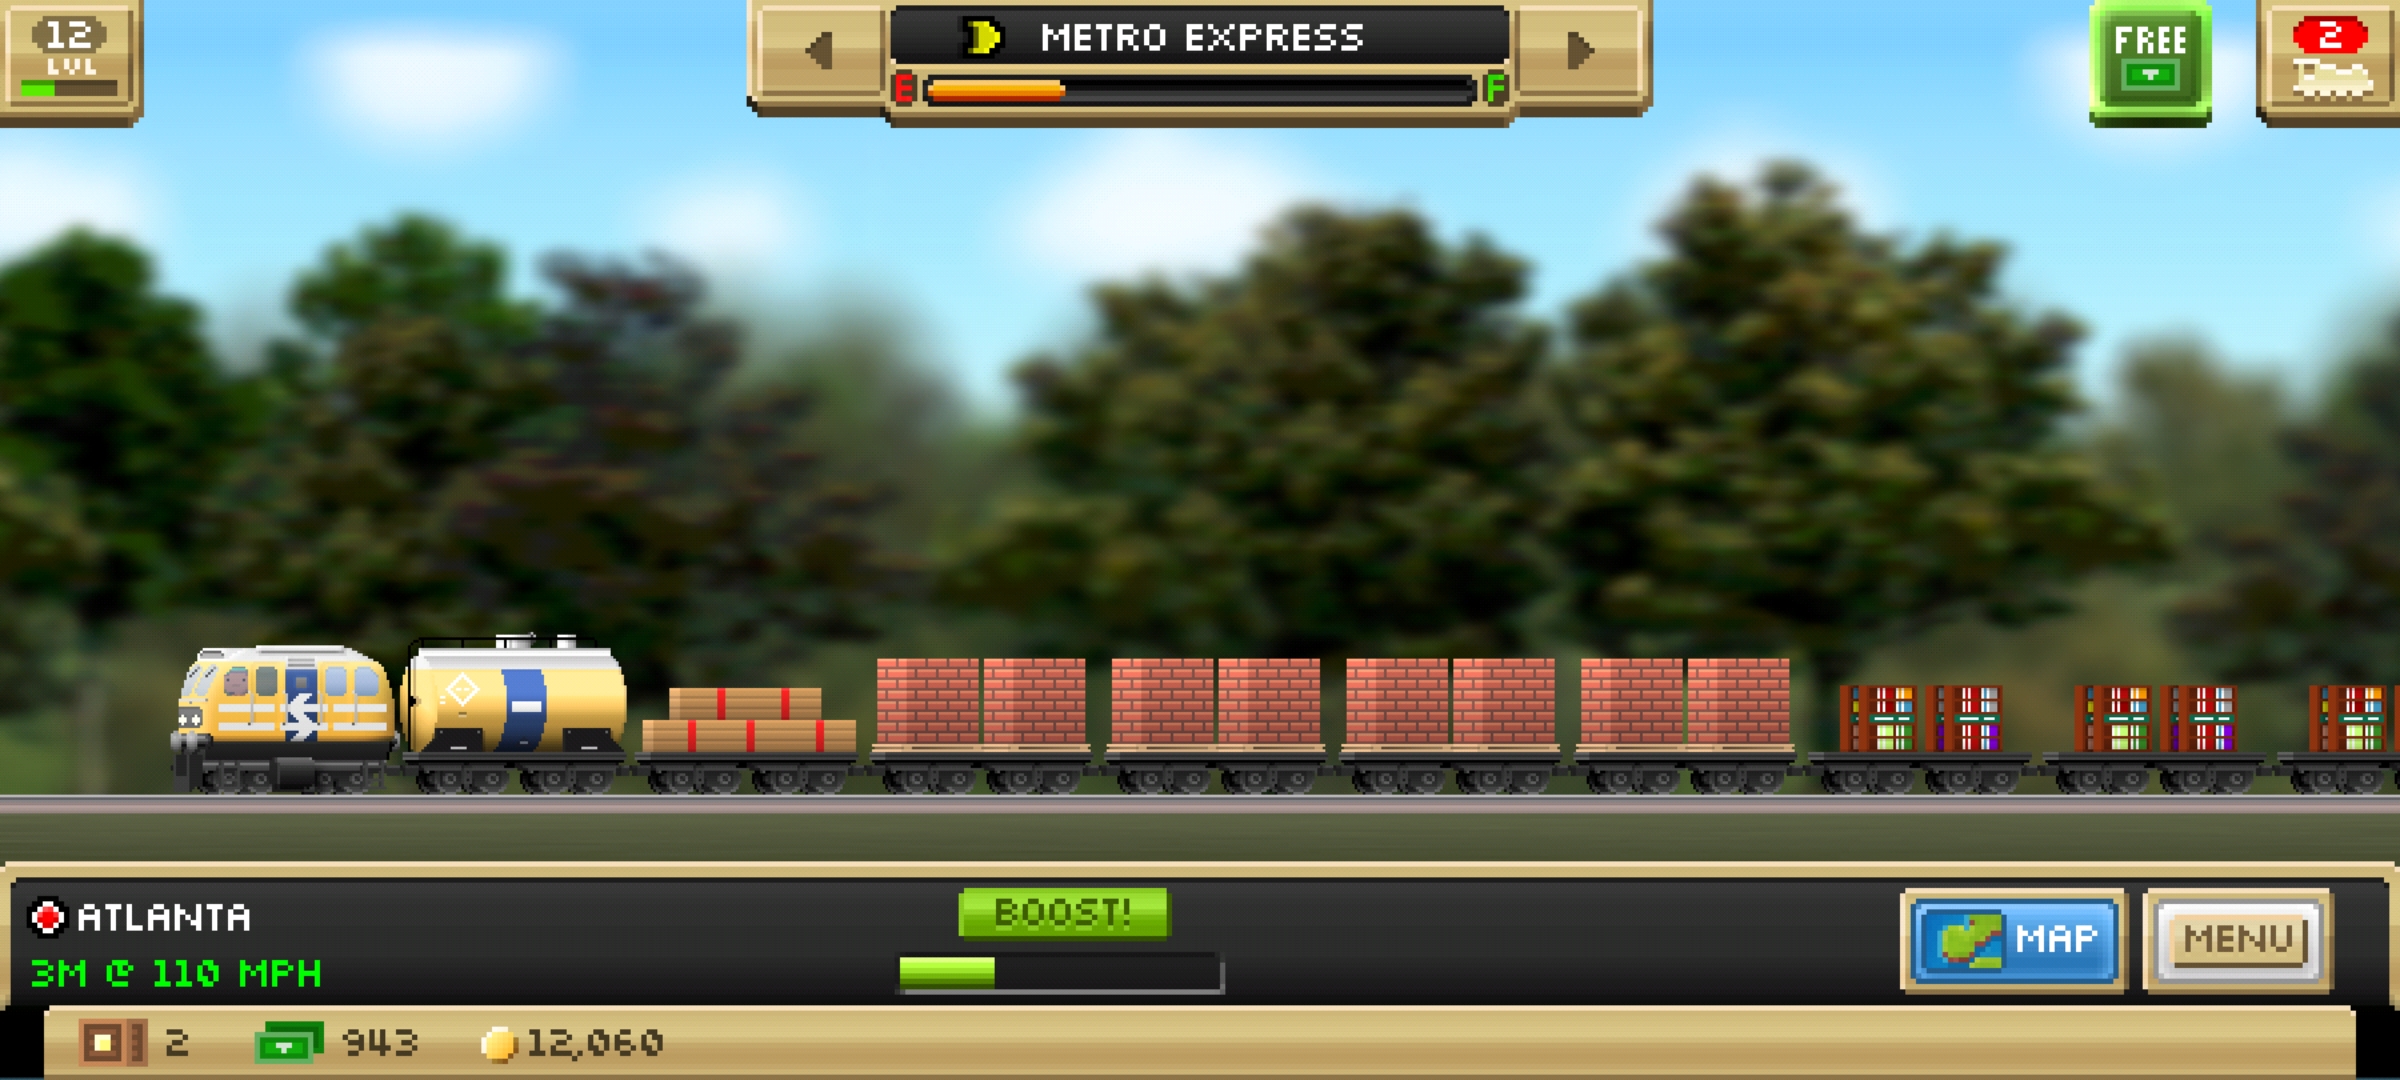 12
LVL
METRO EXPRESS
E F
FREE
2
ATLANTA
3M @ 110 MPH
BOOST!
MAP
MENU
2
943
12,060